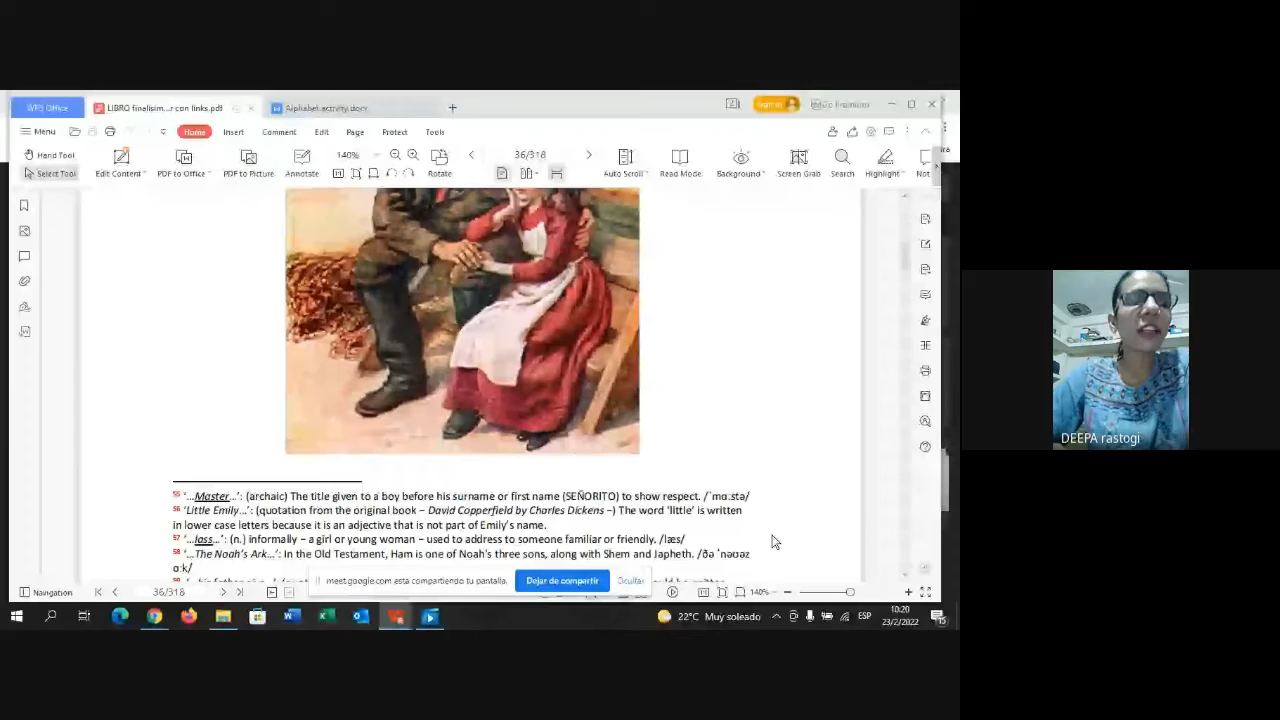 WPS Office LIBRO finalisim...r con links.pdf Alphabet activity.docx +
Sign in Go Premium
Menu Home Insert Comment Edit Page Protect Tools
Hand Tool 140% 36/318
Select Tool Edit Content PDF to Office PDF to Picture Annotate Rotate Auto Scroll Read Mode Background Screen Grab Search Highlight Not
55 ‘...Master...’: (archaic) The title given to a boy before his surname or first name (SEÑORITO) to show respect. /ˈmɑːstə/
56 ‘Little Emily...’: (quotation from the original book – David Copperfield by Charles Dickens –) The word ‘little’ is written
in lower case letters because it is an adjective that is not part of Emily’s name.
57 ‘...lass...’: (n.) informally – a girl or young woman – used to address to someone familiar or friendly. /læs/
58 ‘...The Noah’s Ark...’: In the Old Testament, Ham is one of Noah’s three sons, along with Shem and Japheth. /ðə ˈnəʊəz
ɑːk/
meet.google.com está compartiendo tu pantalla. Dejar de compartir Ocultar
Navigation 36/318 140%
22°C Muy soleado ESP
10:20
23/2/2022
15
DEEPA rastogi